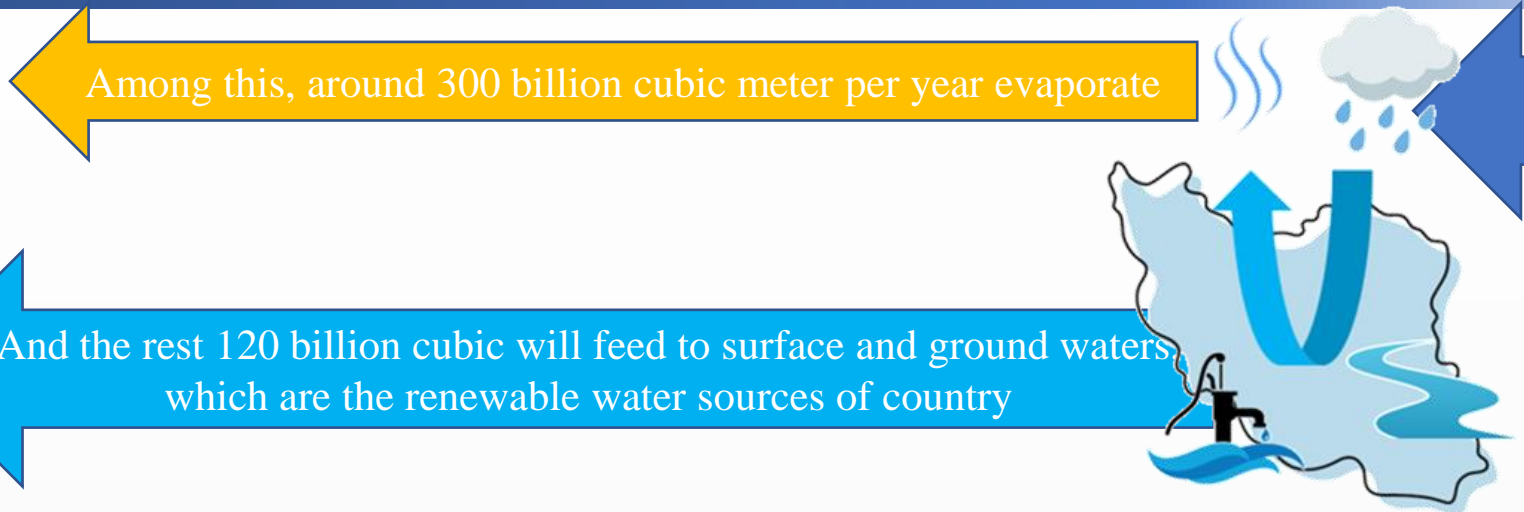 Among this, around 300 billion cubic meter per year evaporate
And the rest 120 billion cubic will feed to surface and ground waters,
which are the renewable water sources of country